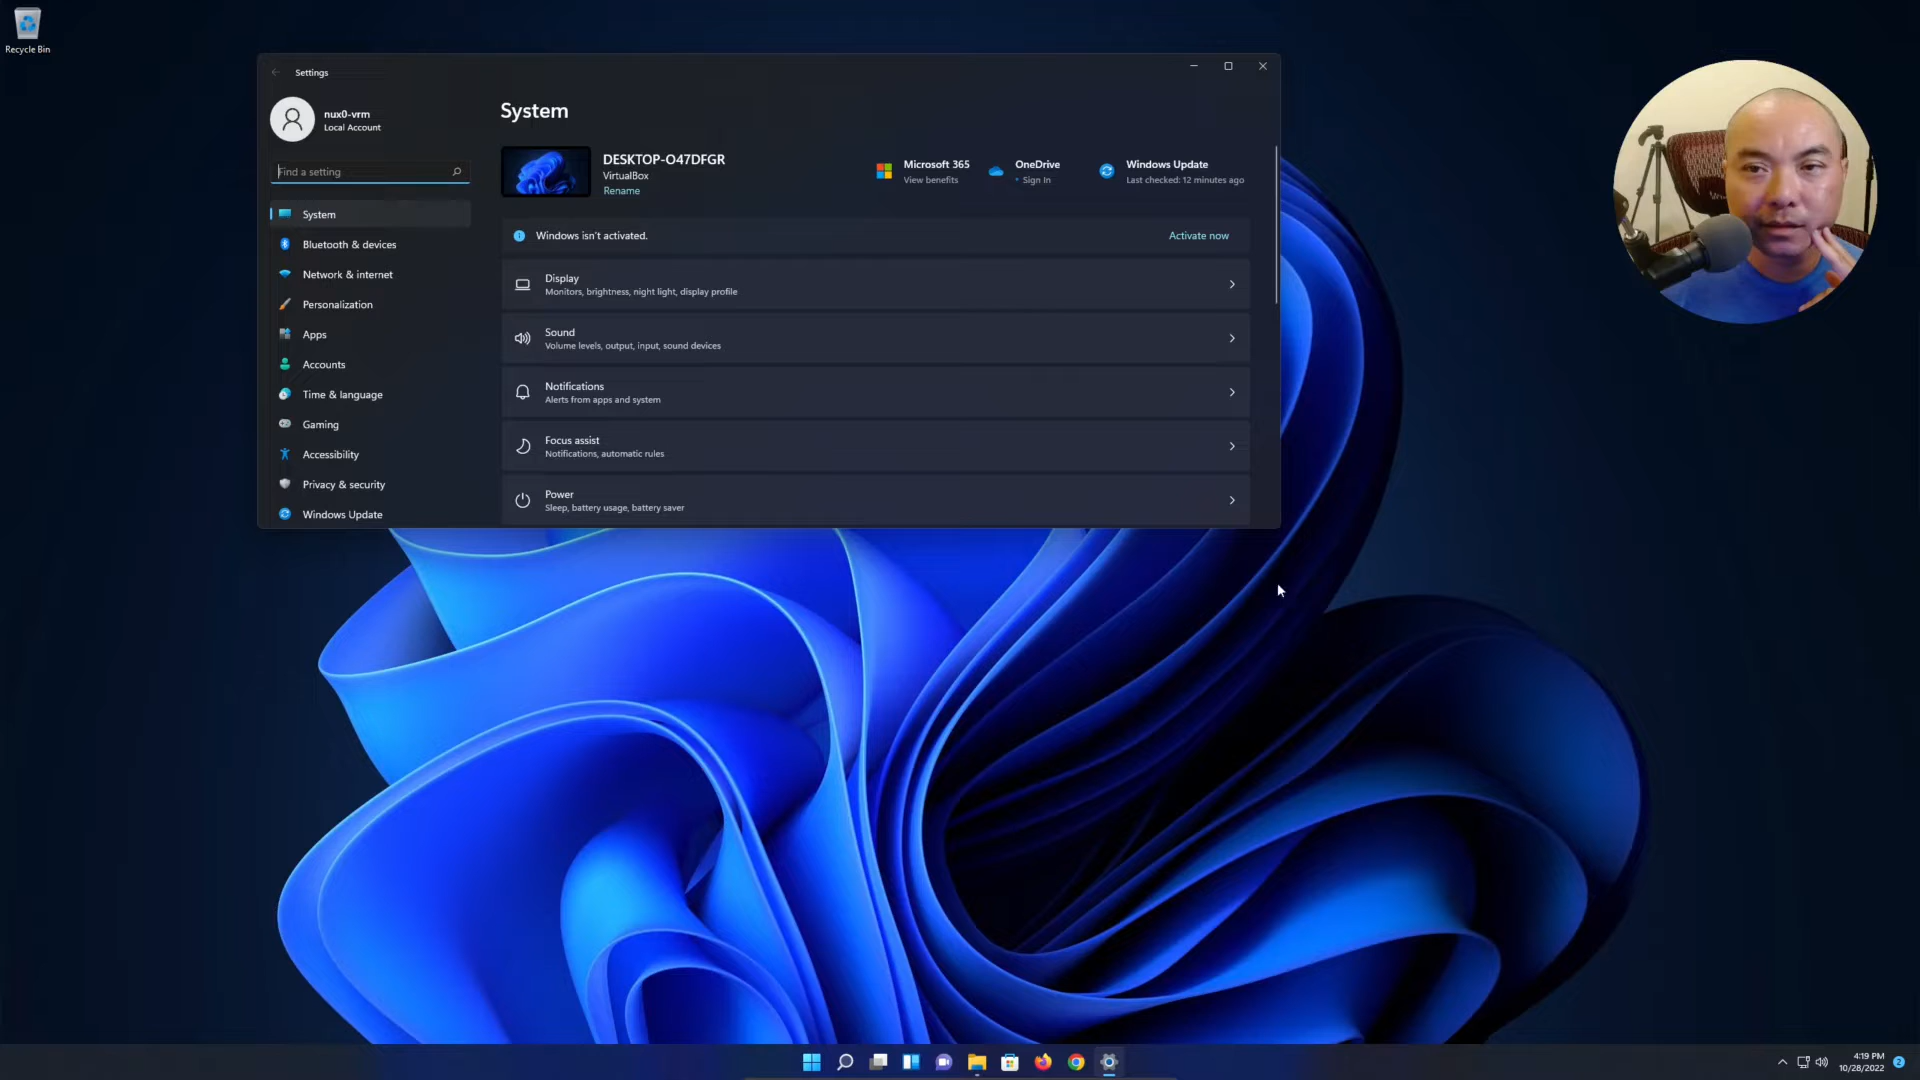 Recycle Bin
Settings
nux0-vrm
Local Account
Find a setting
System
Bluetooth & devices
Network & internet
Personalization
Apps
Accounts
Time & language
Gaming
Accessibility
Privacy & security
Windows Update
System
DESKTOP-O47DFGR
VirtualBox
Rename
Microsoft 365
View benefits
OneDrive
• Sign In
Windows Update
Last checked: 12 minutes ago
Windows isn't activated.
Activate now
Display
Monitors, brightness, night light, display profile
Sound
Volume levels, output, input, sound devices
Notifications
Alerts from apps and system
Focus assist
Notifications, automatic rules
Power
Sleep, battery usage, battery saver
4:19 PM
10/28/2022
2